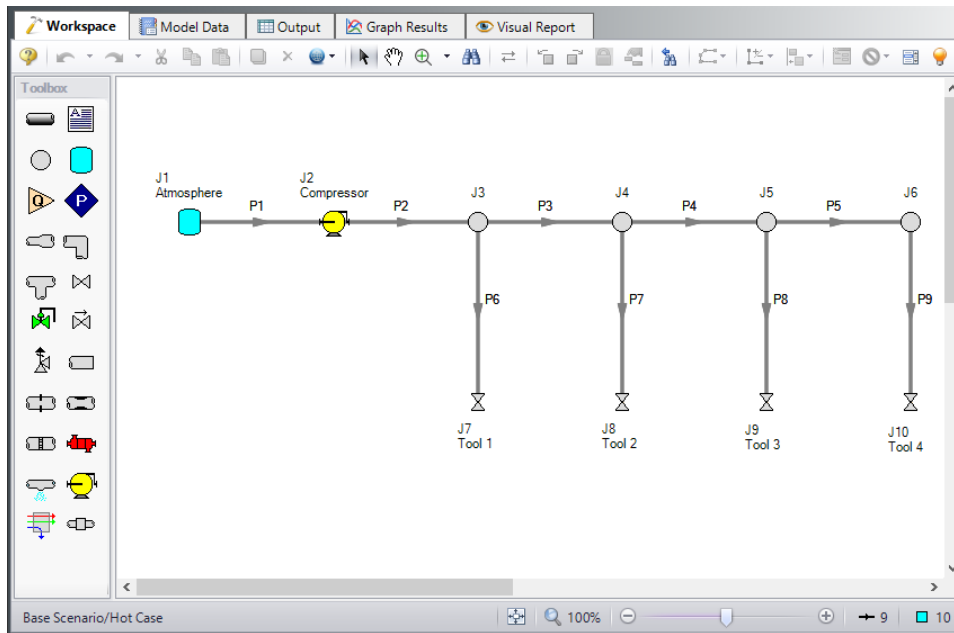 Workspace
Model Data
Output
Graph Results
Visual Report
Toolbox
A
Q
P
J1
Atmosphere
J2
Compressor
J3
J4
J5
J6
P1
P2
P3
P4
P5
P6
P7
P8
P9
J7
Tool 1
J8
Tool 2
J9
Tool 3
J10
Tool 4
Base Scenario/Hot Case
100%
9
10